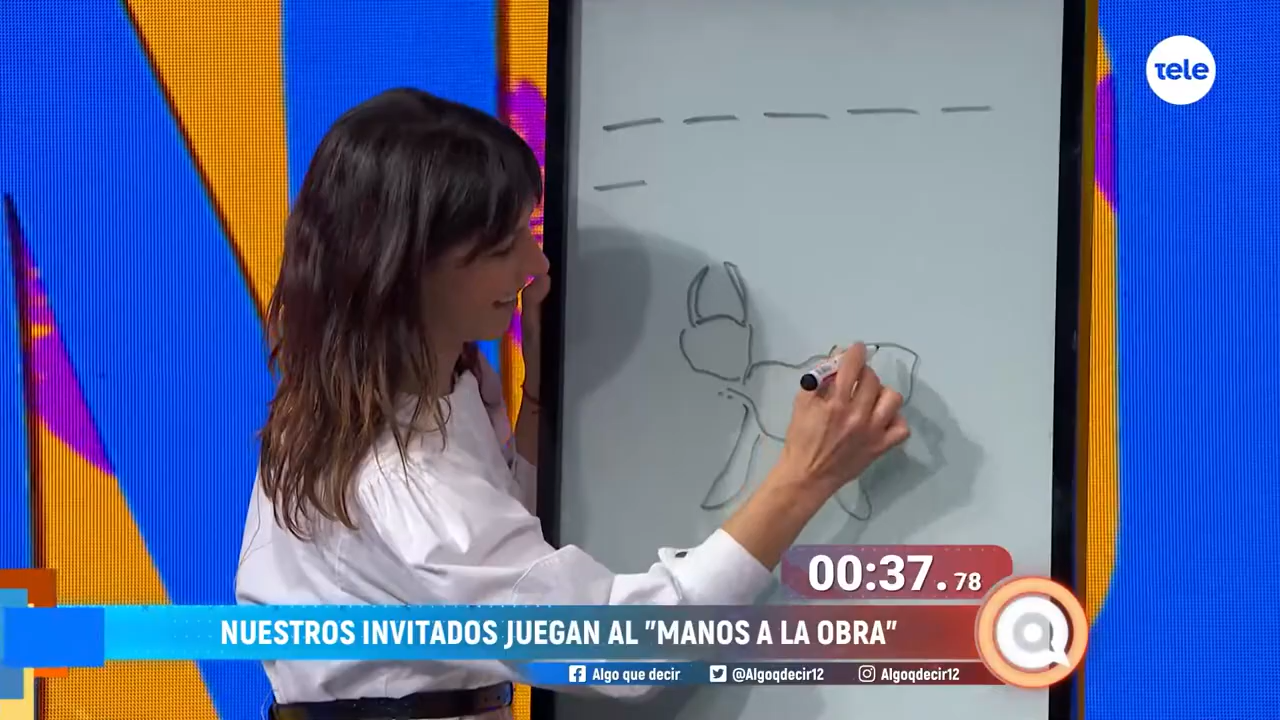 tele
00:37.78
NUESTROS INVITADOS JUEGAN AL "MANOS A LA OBRA"
Algo que decir @Algoqdecir12 Algoqdecir12